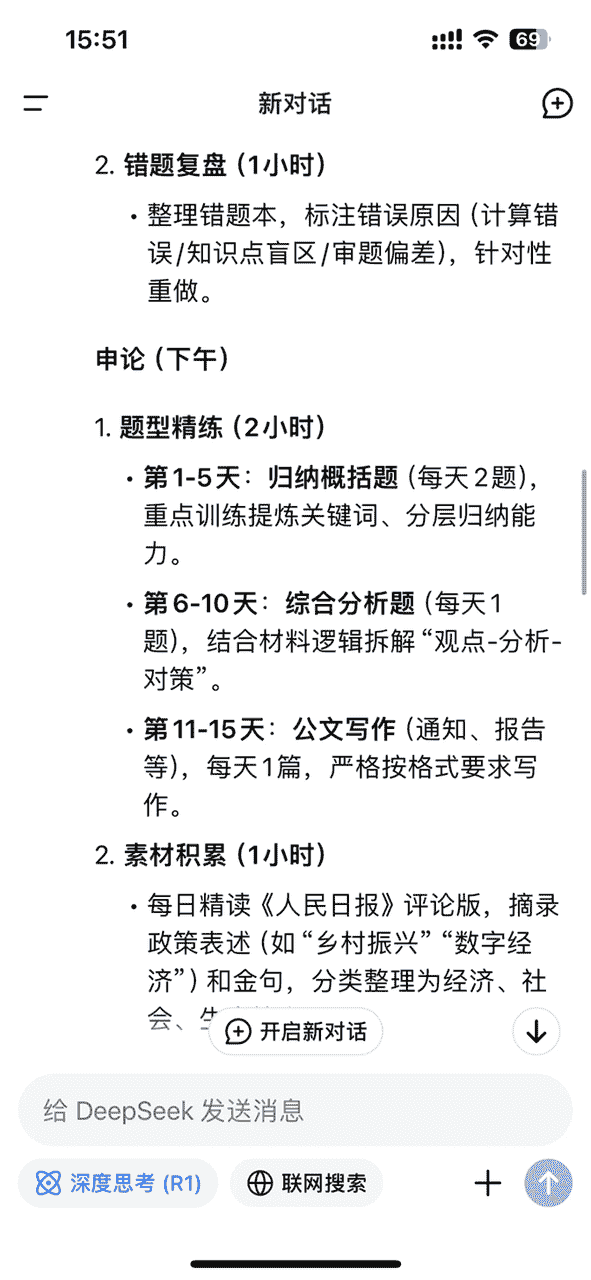 15:51
69
新对话
2. 错题复盘（1小时）
• 整理错题本，标注错误原因（计算错
误/知识点盲区/审题偏差），针对性
重做。
申论（下午）
1. 题型精练（2小时）
• 第1-5天：归纳概括题（每天2题），
重点训练提炼关键词、分层归纳能
力。
• 第6-10天：综合分析题（每天1
题），结合材料逻辑拆解“观点-分析-
对策”。
• 第11-15天：公文写作（通知、报告
等），每天1篇，严格按格式要求写
作。
2. 素材积累（1小时）
• 每日精读《人民日报》评论版，摘录
政策表述（如“乡村振兴”“数字经
济”）和金句，分类整理为经济、社
会、生
开启新对话
给 DeepSeek 发送消息
深度思考 (R1)
联网搜索